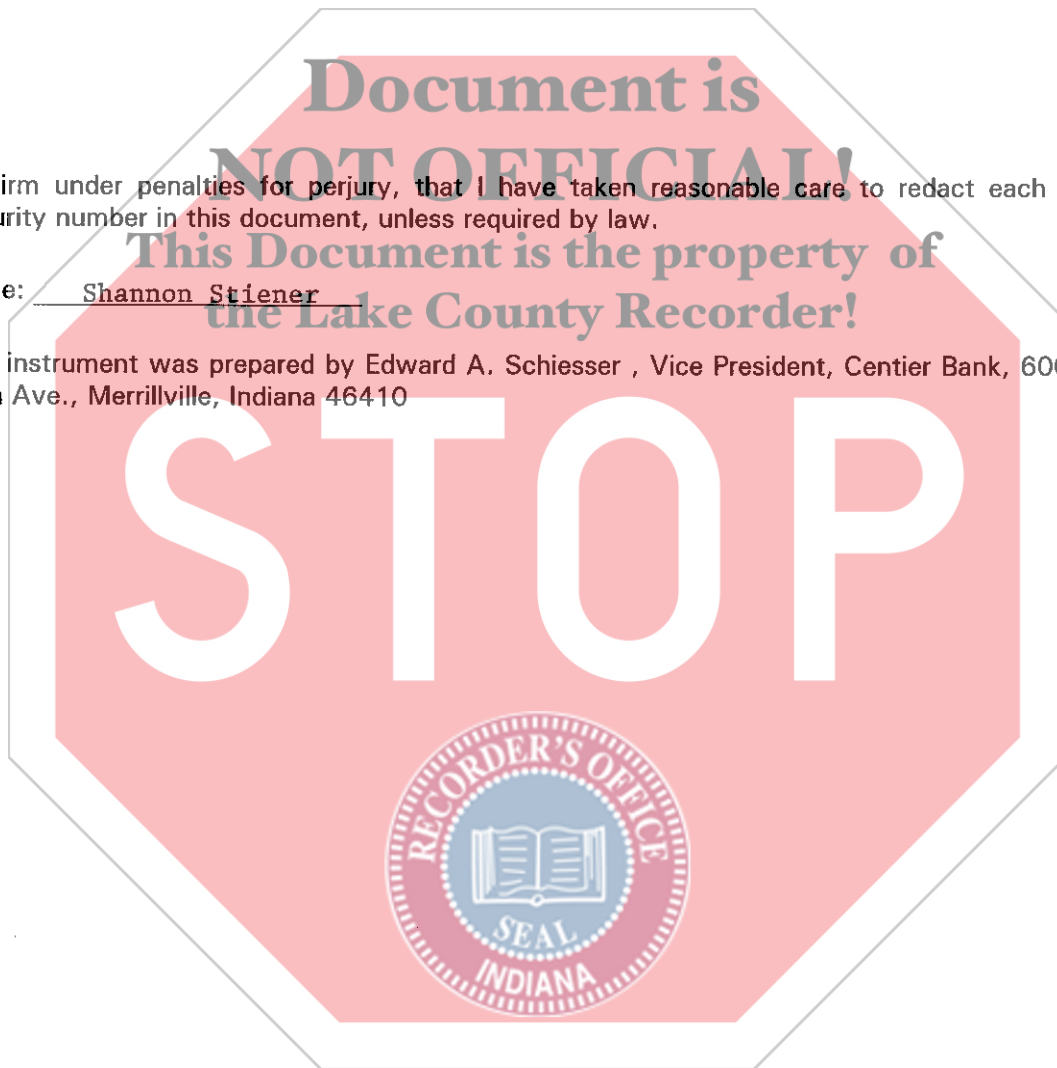 Document is
NOT OFFICIAL!
irm under penalties for perjury, that I have taken reasonable care to redact each
urity number in this document, unless required by law.
This Document is the property of
e: Shannon Stiener
the Lake County Recorder!
instrument was prepared by Edward A. Schiesser , Vice President, Centier Bank, 600
Ave., Merrillville, Indiana 46410
STOP
RECORDER'S OFFICE
SEAL
INDIANA